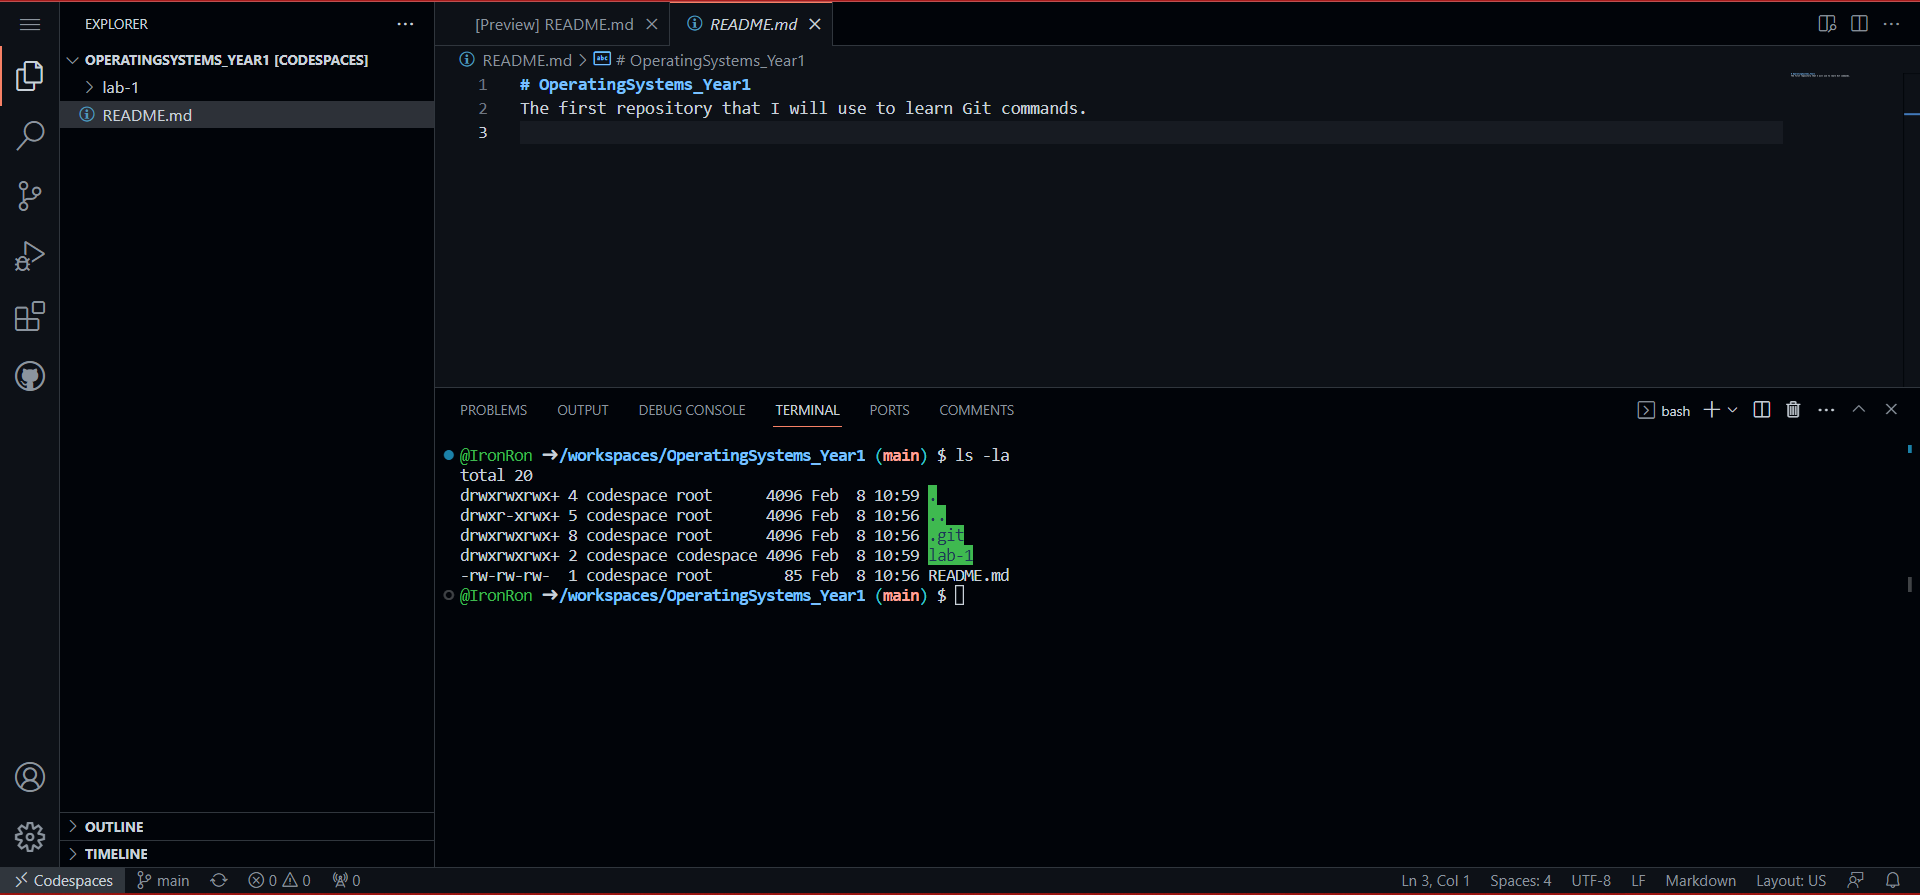 EXPLORER
OPERATINGSYSTEMS_YEAR1 [CODESPACES]
lab-1
README.md
OUTLINE
TIMELINE
[Preview] README.md
README.md
README.md > # OperatingSystems_Year1
1 # OperatingSystems_Year1
2 The first repository that I will use to learn Git commands.
3
PROBLEMS OUTPUT DEBUG CONSOLE TERMINAL PORTS COMMENTS
bash
@IronRon ➜/workspaces/OperatingSystems_Year1 (main) $ ls -la
total 20
drwxrwxrwx+ 4 codespace root      4096 Feb  8 10:59 .
drwxr-xrwx+ 5 codespace root      4096 Feb  8 10:56 ..
drwxrwxrwx+ 8 codespace root      4096 Feb  8 10:56 .git
drwxrwxrwx+ 2 codespace codespace 4096 Feb  8 10:59 lab-1
-rw-rw-rw-  1 codespace root        85 Feb  8 10:56 README.md
@IronRon ➜/workspaces/OperatingSystems_Year1 (main) $
Codespaces main 0 0 0
Ln 3, Col 1 Spaces: 4 UTF-8 LF Markdown Layout: US